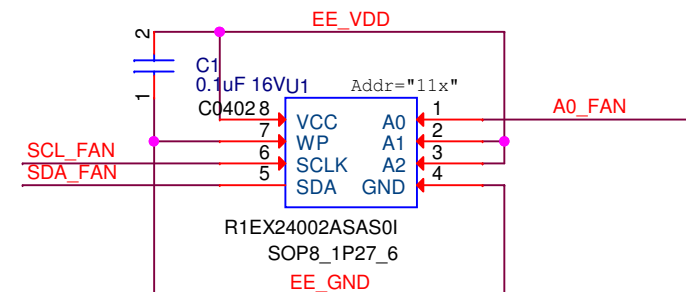 EE_VDD
2
C1
0.1uF 16V
U1
Addr="11x"
C0402
8
VCC
A0
1
A0_FAN
7
WP
A1
2
SCL_FAN
6
SCLK
A2
3
SDA_FAN
5
SDA
GND
4
1
R1EX24002ASAS0I
SOP8_1P27_6
EE_GND